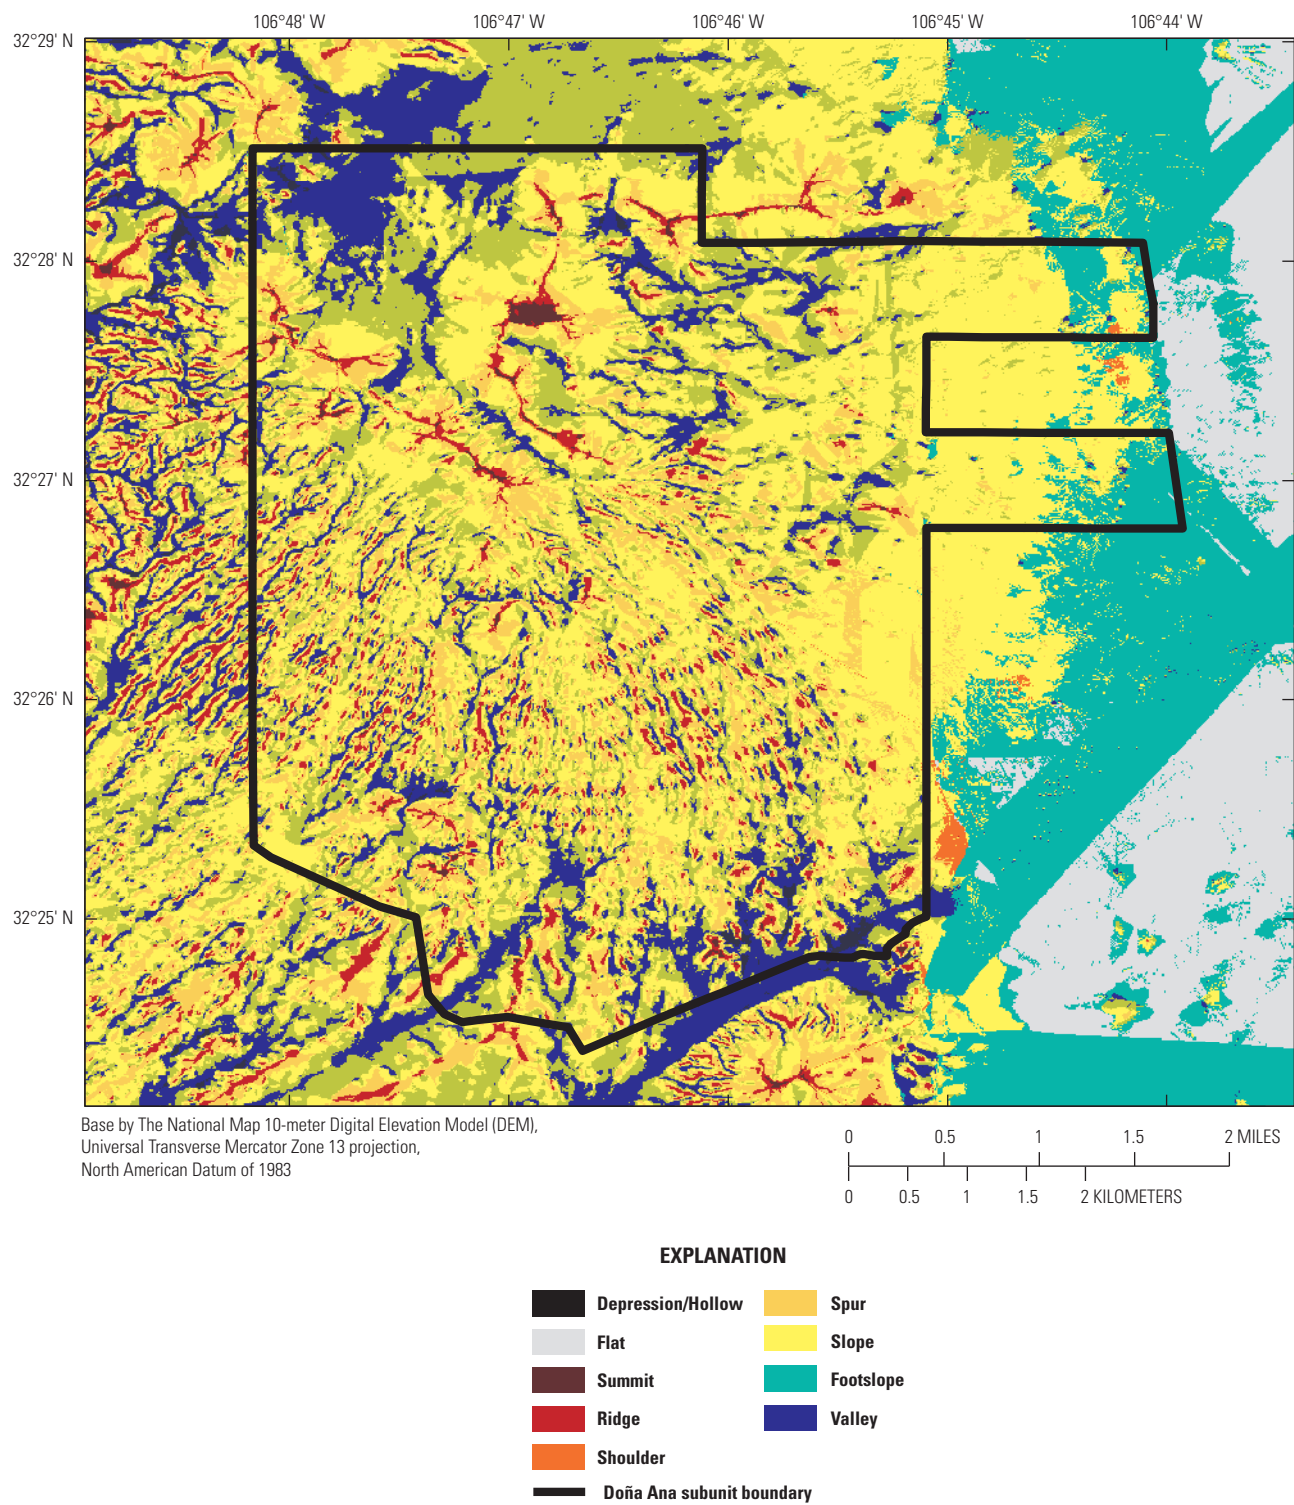 106°48' W 106°47' W 106°46' W 106°45' W 106°44' W
32°29' N
32°28' N
32°27' N
32°26' N
32°25' N
Base by The National Map 10-meter Digital Elevation Model (DEM),
Universal Transverse Mercator Zone 13 projection,
North American Datum of 1983
0 0.5 1 1.5 2 MILES
0 0.5 1 1.5 2 KILOMETERS
EXPLANATION
Depression/Hollow
Flat
Summit
Ridge
Shoulder
Spur
Slope
Footslope
Valley
Doña Ana subunit boundary